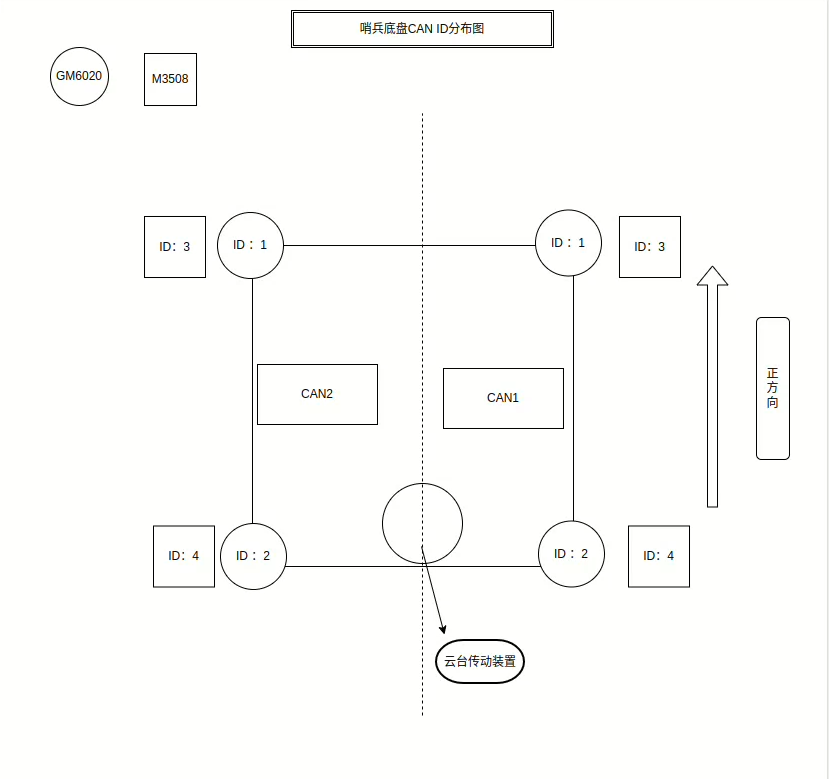 哨兵底盘CAN ID分布图
GM6020
M3508
ID：3
ID：1
ID：1
ID：3
CAN2
CAN1
正
方
向
ID：4
ID：2
ID：2
ID：4
云台传动装置